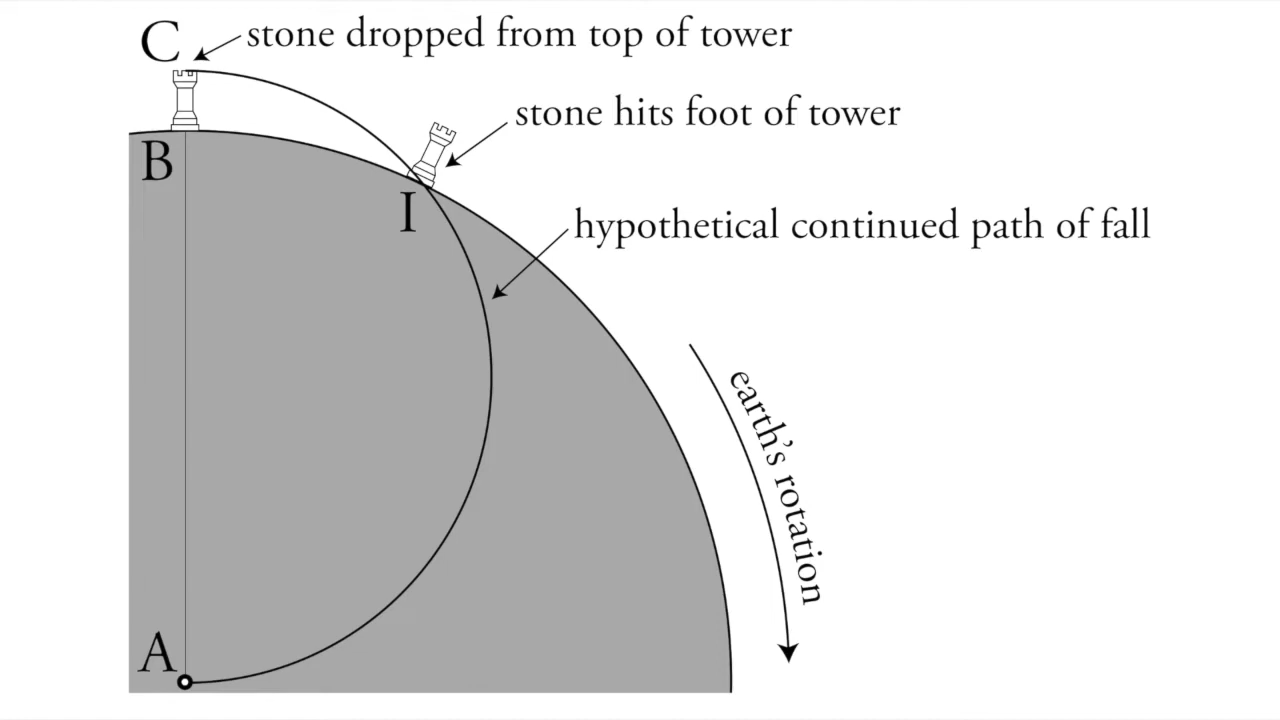 C
stone dropped from top of tower
stone hits foot of tower
B
I
hypothetical continued path of fall
earth's rotation
A